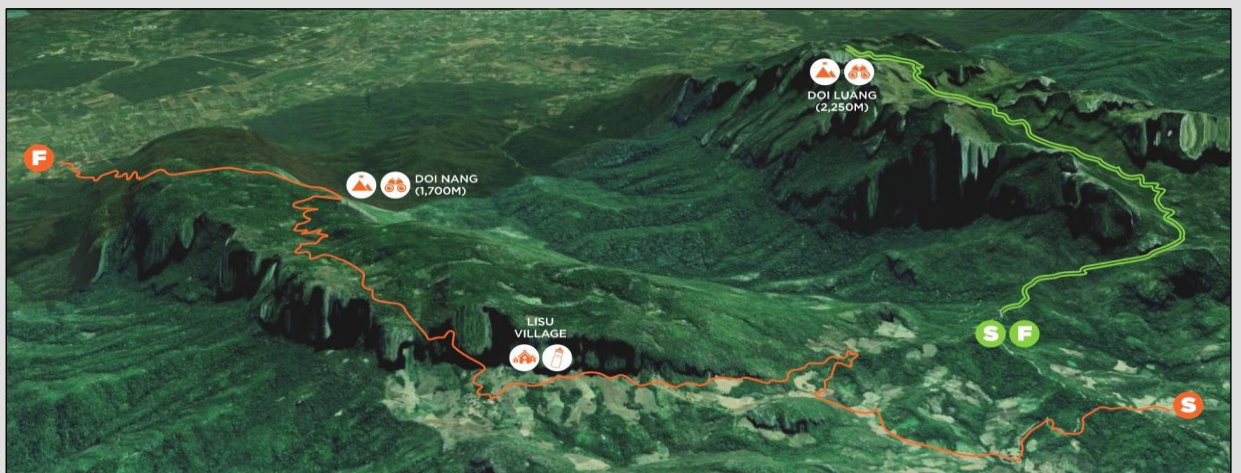 DOI LUANG
(2,250M)
F
DOI NANG
(1,700M)
LISU
VILLAGE
S F
S